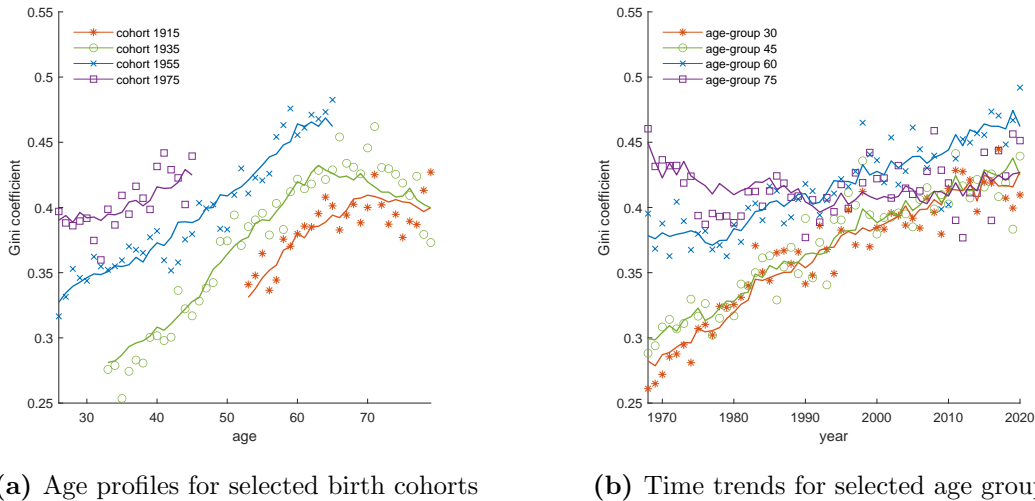 0.55
0.5
0.45
0.4
0.35
0.3
0.25
Gini coefficient
cohort 1915
cohort 1935
cohort 1955
cohort 1975
30 40 50 60 70
age
(a) Age profiles for selected birth cohorts
0.55
0.5
0.45
0.4
0.35
0.3
0.25
Gini coefficient
age-group 30
age-group 45
age-group 60
age-group 75
1970 1980 1990 2000 2010 2020
year
(b) Time trends for selected age group